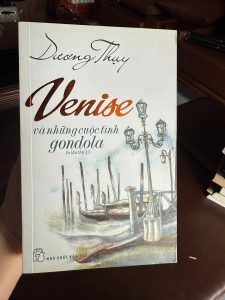 Dương Thụy
Venise
và những cuộc tình
gondola
NHÀ XUẤT BẢN TRẺ